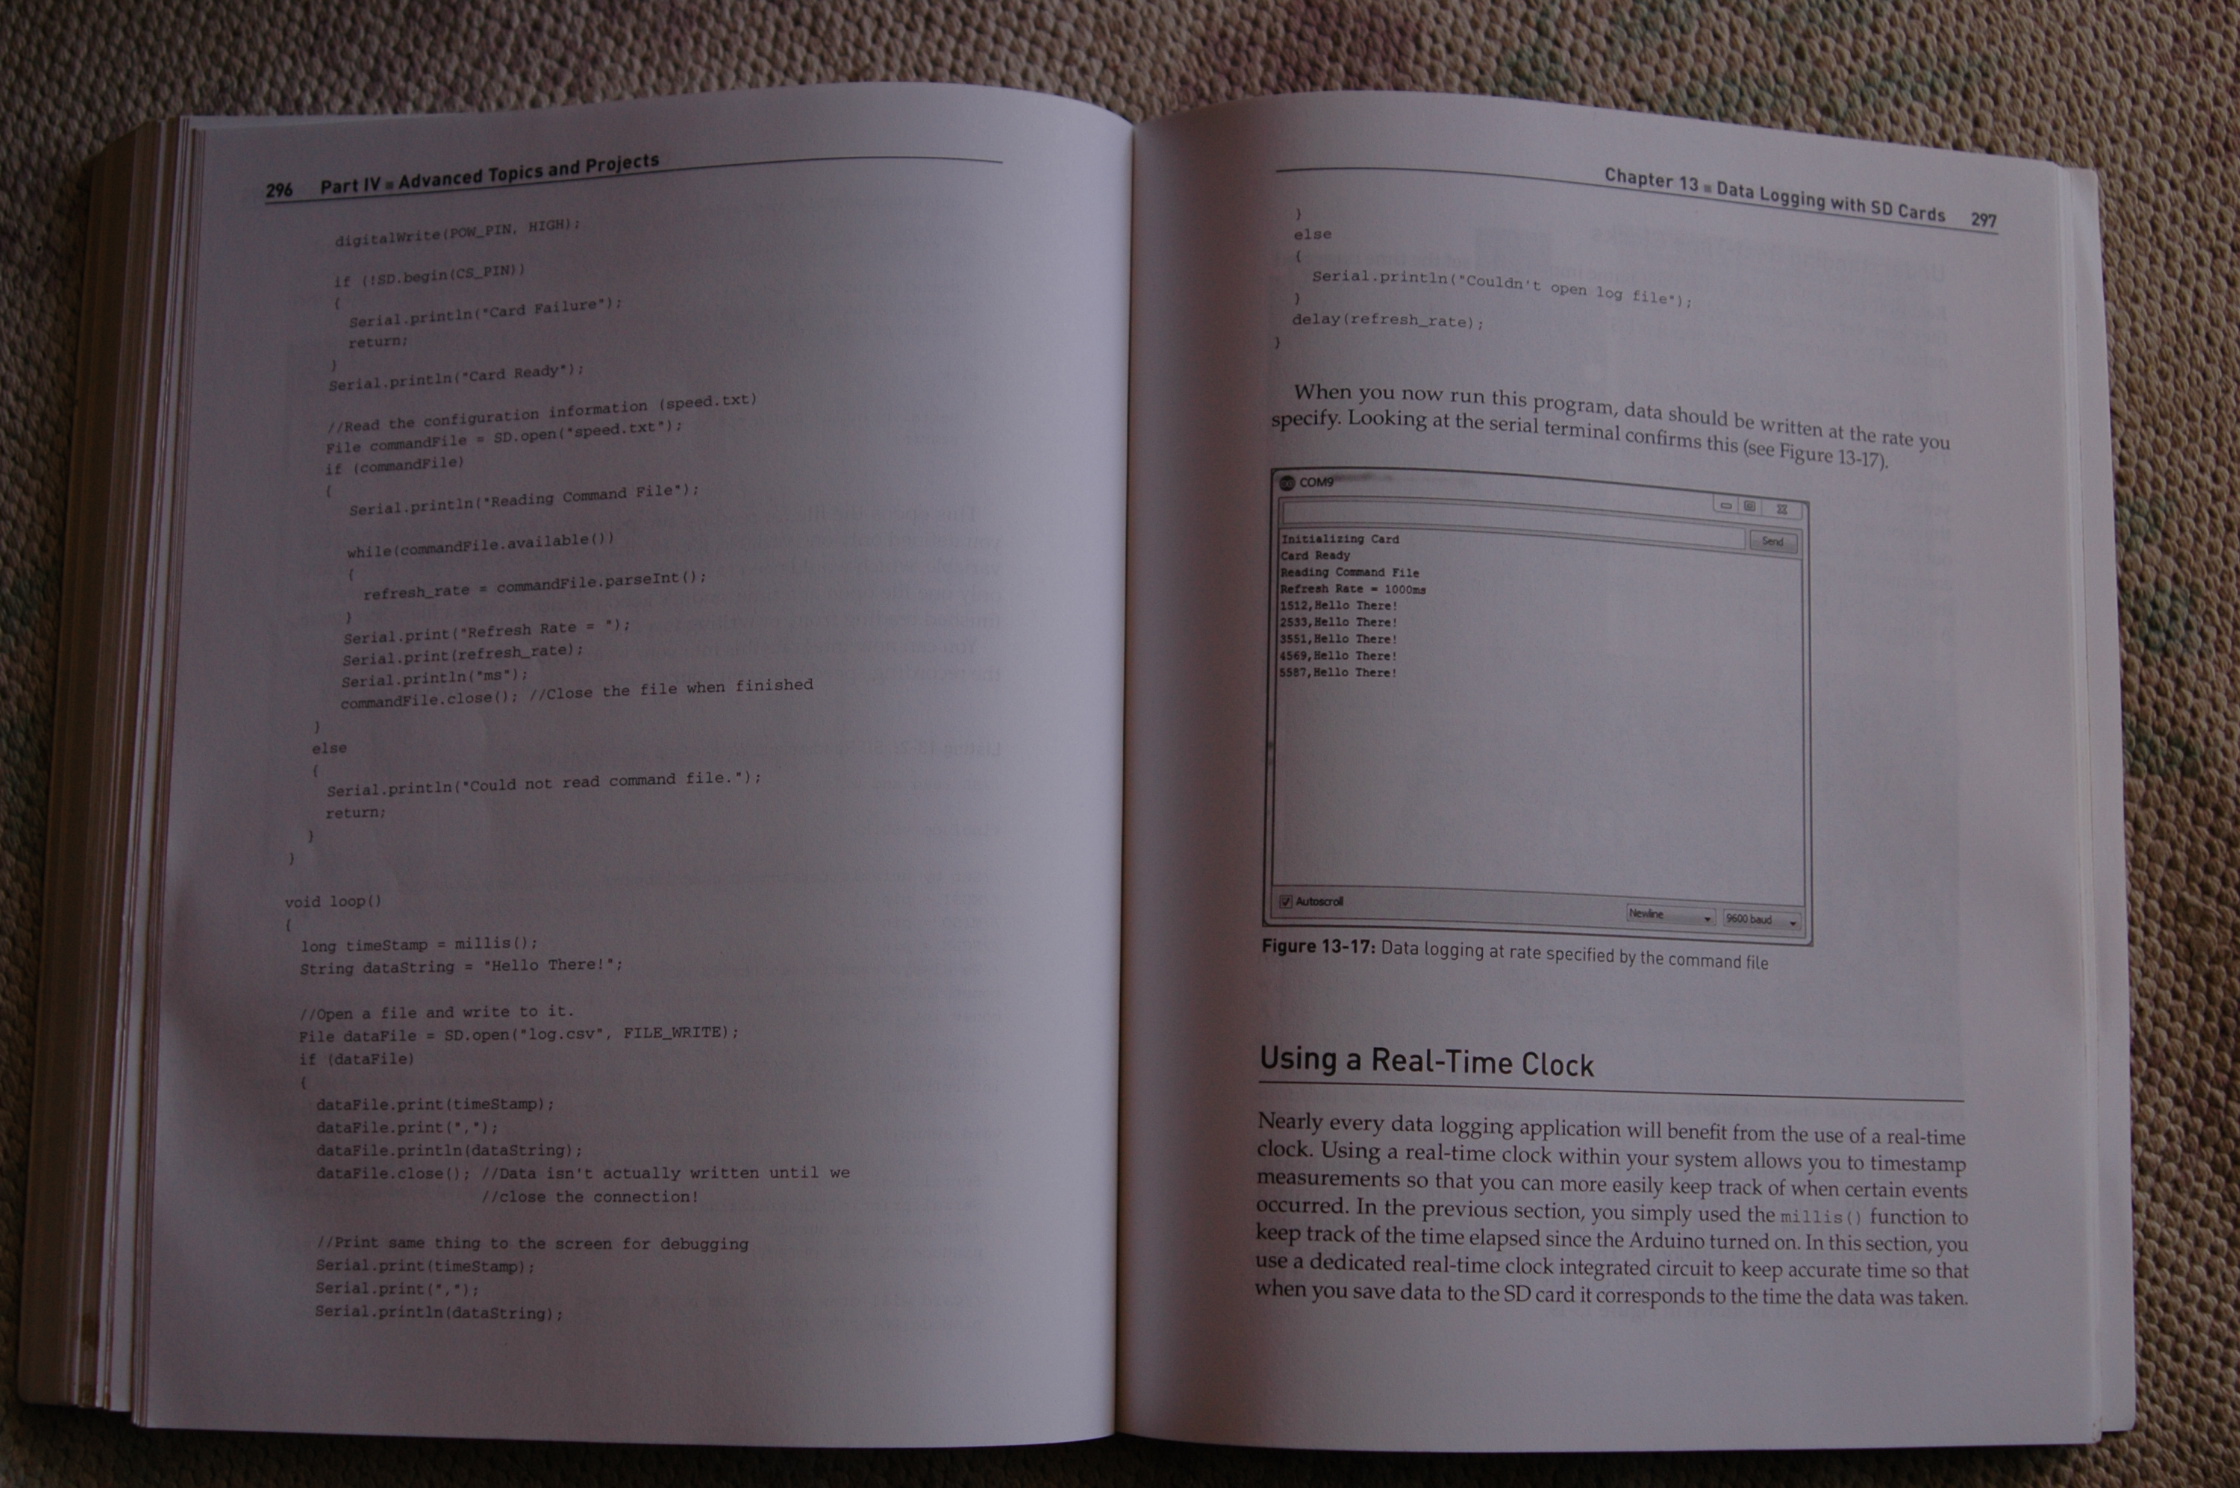 296 Part IV ■ Advanced Topics and Projects
digitalWrite(POW_PIN, HIGH);
if (!SD.begin(CS_PIN))
{
Serial.println("Card Failure");
return;
}
Serial.println("Card Ready");
//Read the configuration information (speed.txt)
File commandFile = SD.open("speed.txt");
if (commandFile)
{
Serial.println("Reading Command File");
while(commandFile.available())
{
refresh_rate = commandFile.parseInt();
}
Serial.print("Refresh Rate = ");
Serial.print(refresh_rate);
Serial.println("ms");
commandFile.close(); //Close the file when finished
}
else
{
Serial.println("Could not read command file.");
return;
}
}
void loop()
{
long timeStamp = millis();
String dataString = "Hello There!";
//Open a file and write to it.
File dataFile = SD.open("log.csv", FILE_WRITE);
if (dataFile)
{
dataFile.print(timeStamp);
dataFile.print(",");
dataFile.println(dataString);
dataFile.close(); //Data isn't actually written until we
//close the connection!
//Print same thing to the screen for debugging
Serial.print(timeStamp);
Serial.print(",");
Serial.println(dataString);
Chapter 13 ■ Data Logging with SD Cards 297
}
else
{
Serial.println("Couldn't open log file");
}
delay(refresh_rate);
}
When you now run this program, data should be written at the rate you
specify. Looking at the serial terminal confirms this (see Figure 13-17).
COM9
Send
Initializing Card
Card Ready
Reading Command File
Refresh Rate = 1000ms
1512,Hello There!
2533,Hello There!
3551,Hello There!
4569,Hello There!
5587,Hello There!
Autoscroll
Newline
9600 baud
Figure 13-17: Data logging at rate specified by the command file
Using a Real-Time Clock
Nearly every data logging application will benefit from the use of a real-time
clock. Using a real-time clock within your system allows you to timestamp
measurements so that you can more easily keep track of when certain events
occurred. In the previous section, you simply used the millis() function to
keep track of the time elapsed since the Arduino turned on. In this section, you
use a dedicated real-time clock integrated circuit to keep accurate time so that
when you save data to the SD card it corresponds to the time the data was taken.